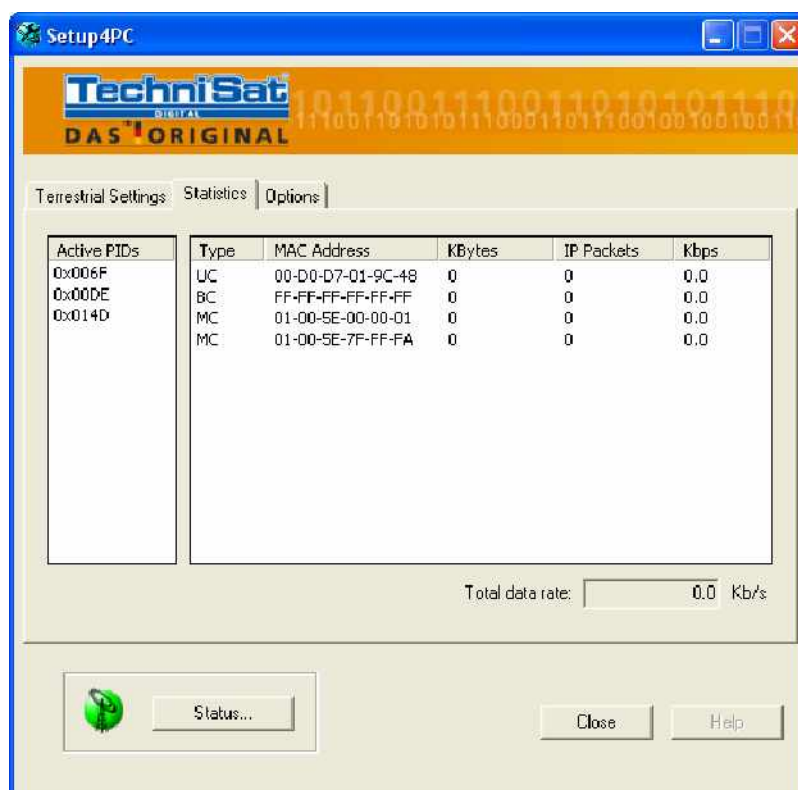 Setup4PC
TechniSat
DIGITAL
DAS ORIGINAL
Terrestrial Settings Statistics Options
Active PIDs Type MAC Address KBytes IP Packets Kbps
0x006F UC 00-D0-D7-01-9C-48 0 0 0.0
0x00DE BC FF-FF-FF-FF-FF-FF 0 0 0.0
0x014D MC 01-00-5E-00-00-01 0 0 0.0
MC 01-00-5E-7F-FF-FA 0 0 0.0
Total data rate: 0.0 Kb/s
Status...
Close Help